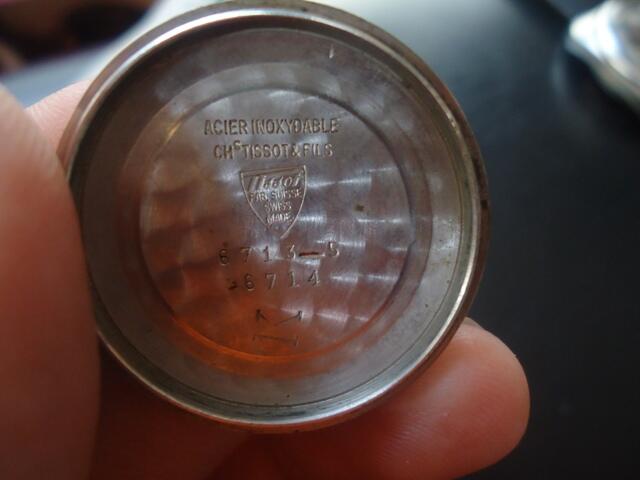 ACIER INOXYDABLE
CHS TISSOT & FILS
Tissot
FAB. SUISSE
SWISS
MADE
6713-5
6714